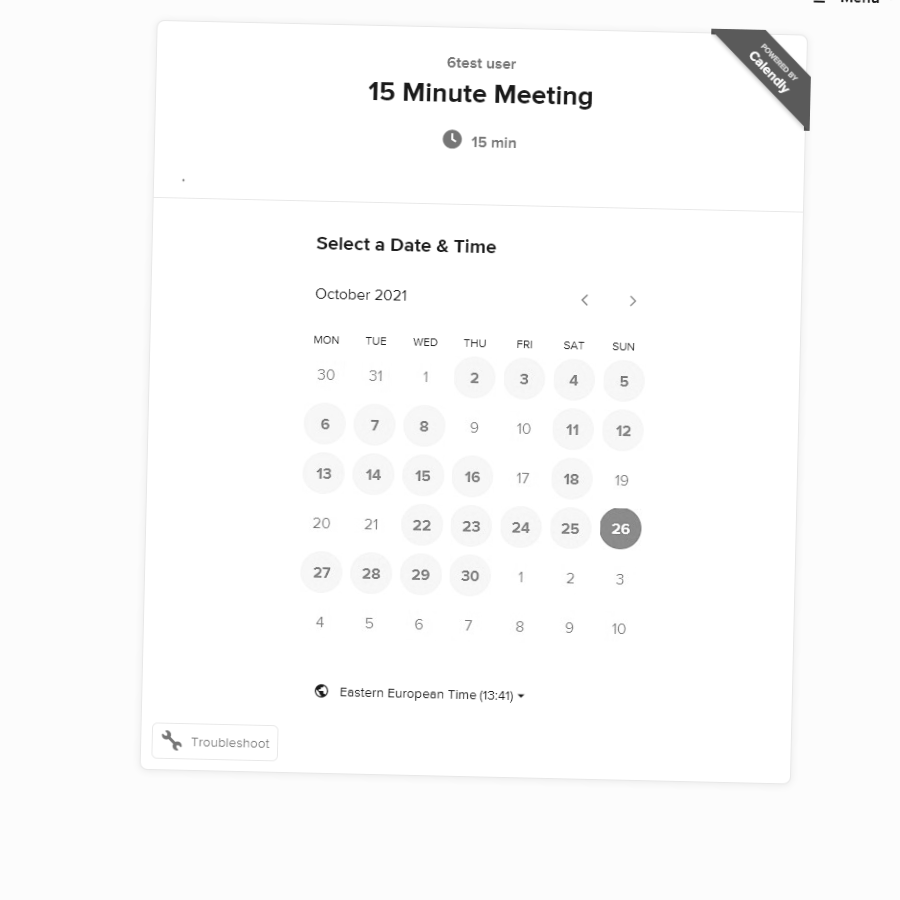 Menu
POWERED BY
Calendly
6test user
15 Minute Meeting
15 min
.
Select a Date & Time
October 2021
MON TUE WED THU FRI SAT SUN
30 31 1 2 3 4 5
6 7 8 9 10 11 12
13 14 15 16 17 18 19
20 21 22 23 24 25 26
27 28 29 30 1 2 3
4 5 6 7 8 9 10
Eastern European Time (13:41)
Troubleshoot